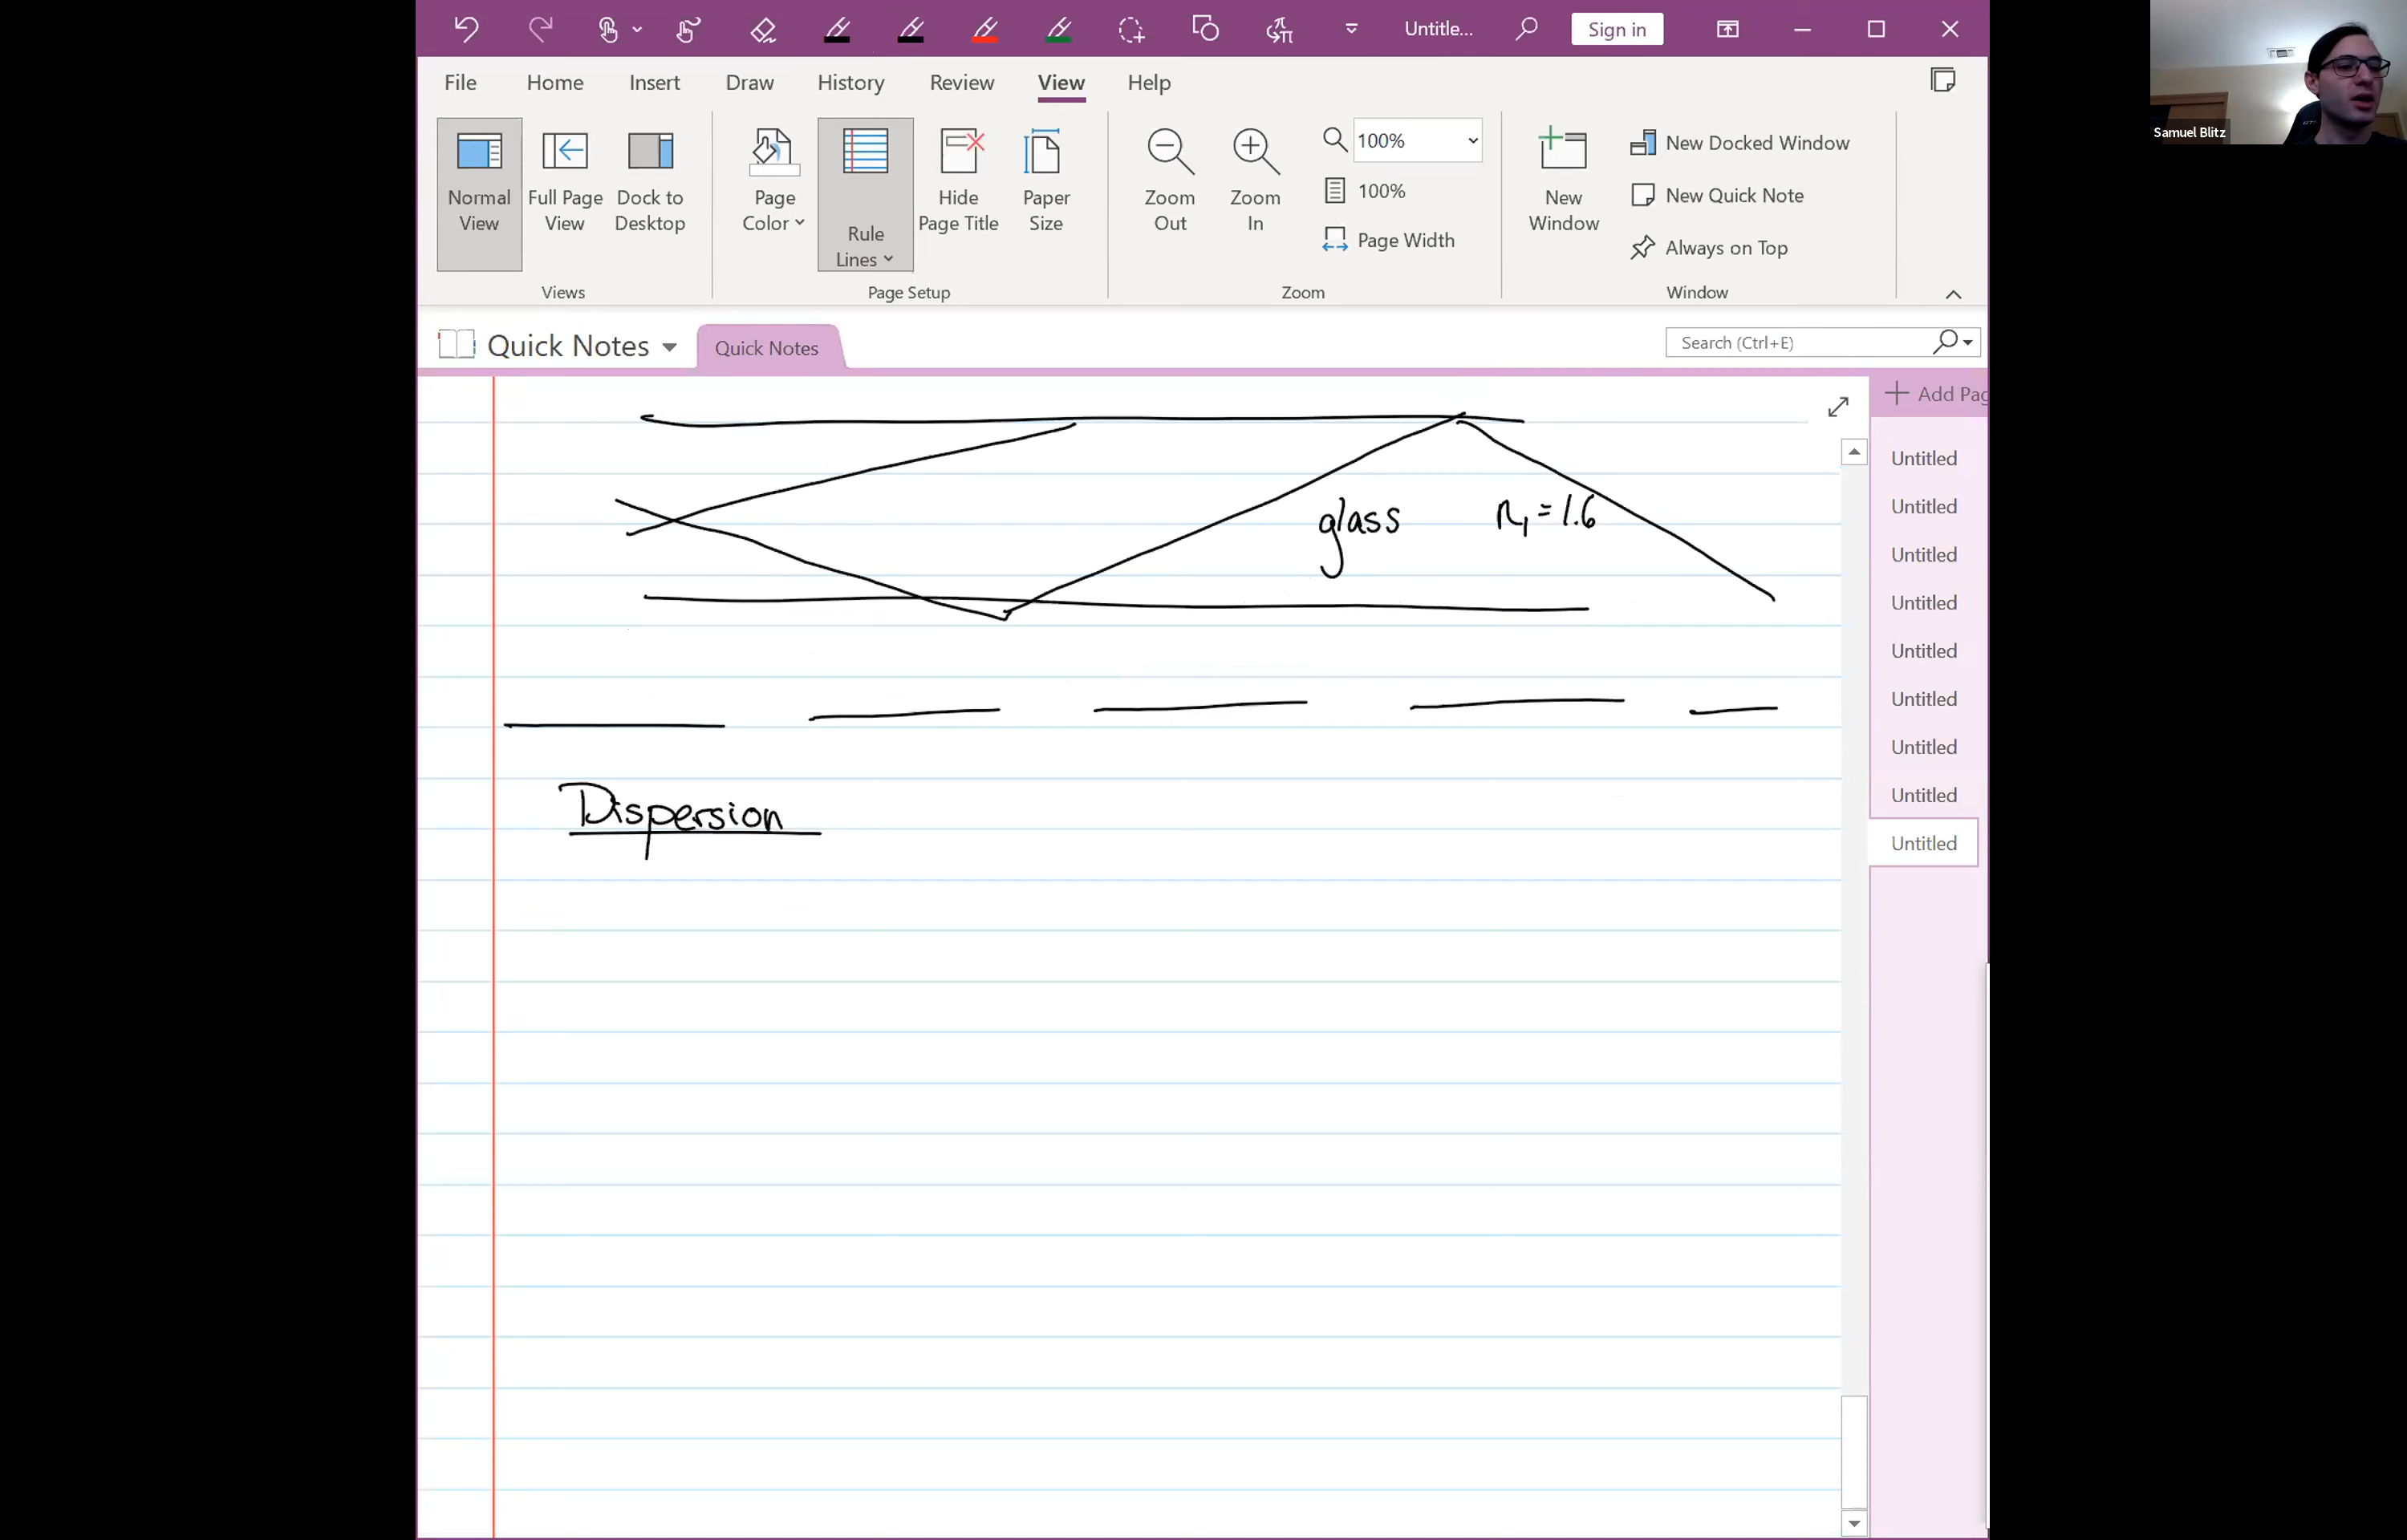 Untitle...
Sign in
File Home Insert Draw History Review View Help
Normal View
Full Page View
Dock to Desktop
Views
Page Color
Rule Lines
Hide Page Title
Paper Size
Page Setup
Zoom Out
Zoom In
100%
100%
Page Width
Zoom
New Window
New Docked Window
New Quick Note
Always on Top
Window
Samuel Blitz
Quick Notes
Quick Notes
Search (Ctrl+E)
Add Pag
Untitled
Untitled
Untitled
Untitled
Untitled
Untitled
Untitled
Untitled
Untitled
glass n₁ = 1.6
Dispersion